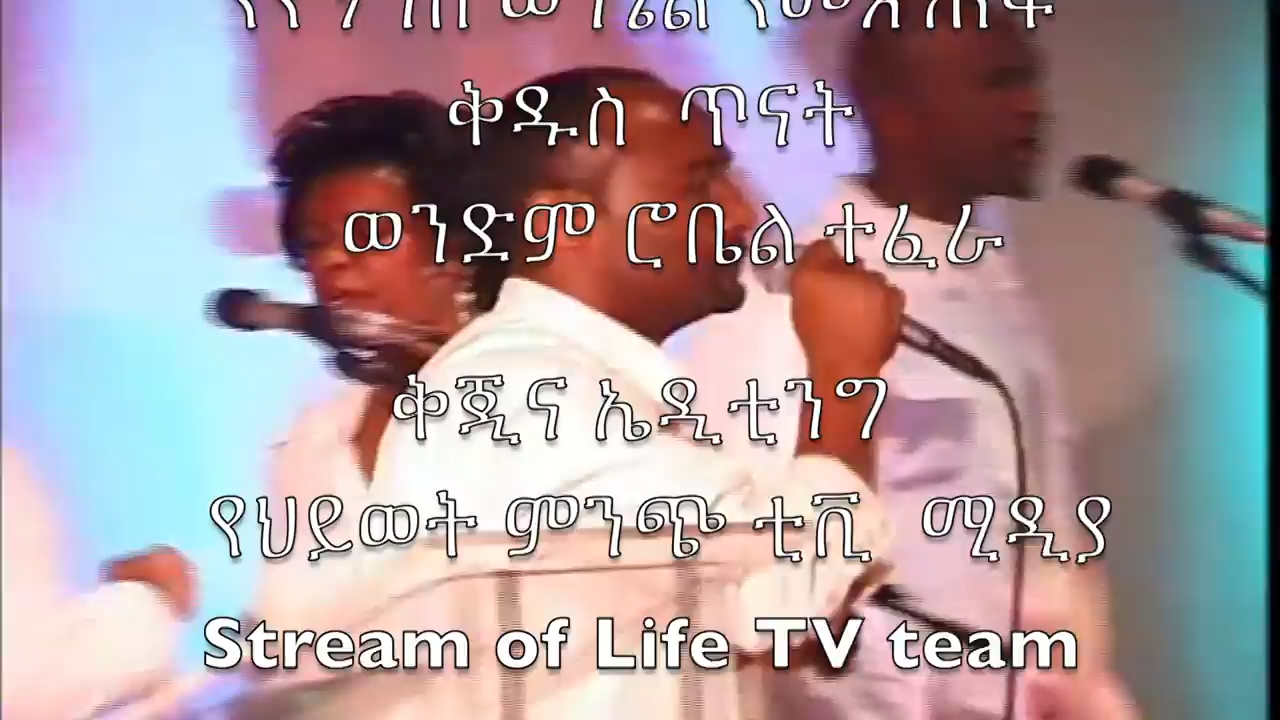 ቅዱስ ጥናት
ወንድም ሮቤል ተፈራ
ቅጂና ኤዲቲንግ
የህይወት ምንጭ ቲቪ ሚዲያ
Stream of Life TV team